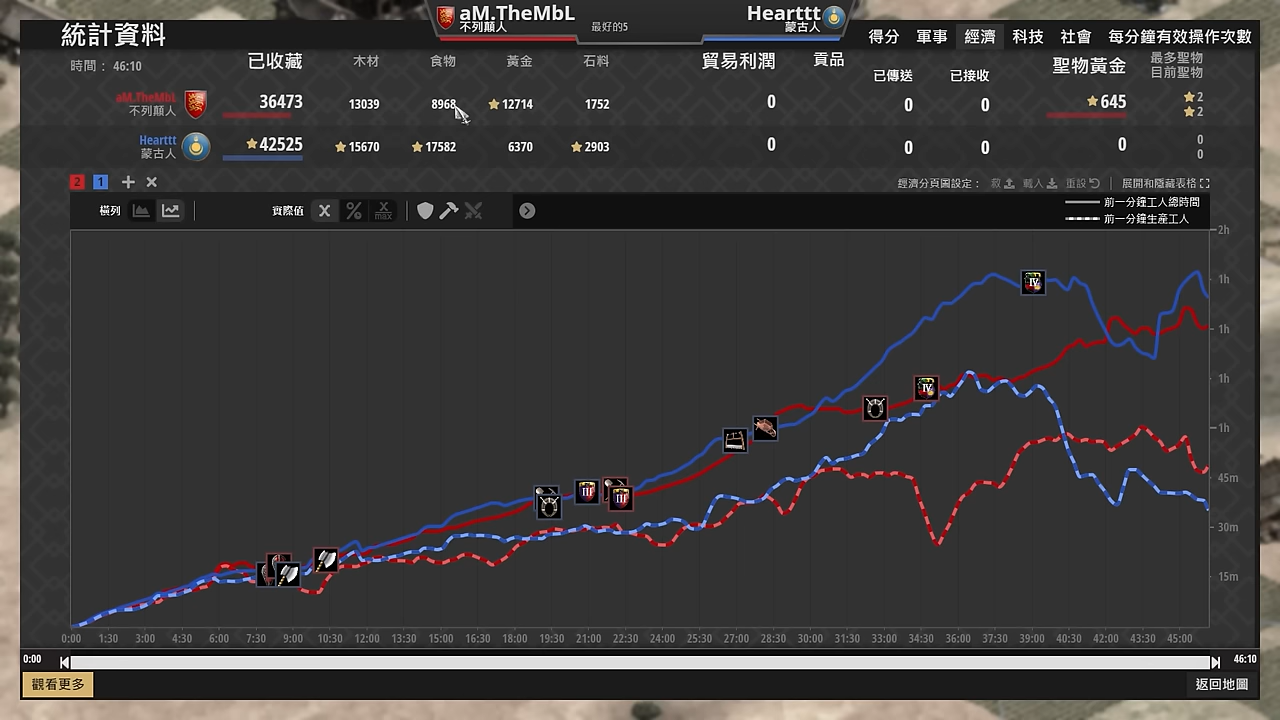 aM.TheMbL
不列顛人
最好的5
Hearttt
蒙古人
統計資料
得分 軍事 經濟 科技 社會 每分鐘有效操作次數
時間： 46:10
已收藏 木材 食物 黃金 石料 貿易利潤 貢品 已傳送 已接收 聖物黃金 最多聖物 目前聖物
aM.TheMbL
不列顛人
36473 13039 8968 12714 1752 0 0 0 645 2 2
Hearttt
蒙古人
42525 15670 17582 6370 2903 0 0 0 0 0 0
2 1
經濟分頁圖設定： 載入 重設 展開和隱藏表格
橫列 實際值 X % X max
前一分鐘工人總時間
前一分鐘生產工人
2h
1h
1h
1h
1h
45m
30m
15m
III III IV IV
0:00 1:30 3:00 4:30 6:00 7:30 9:00 10:30 12:00 13:30 15:00 16:30 18:00 19:30 21:00 22:30 24:00 25:30 27:00 28:30 30:00 31:30 33:00 34:30 36:00 37:30 39:00 40:30 42:00 43:30 45:00
0:00 46:10
觀看更多 返回地圖